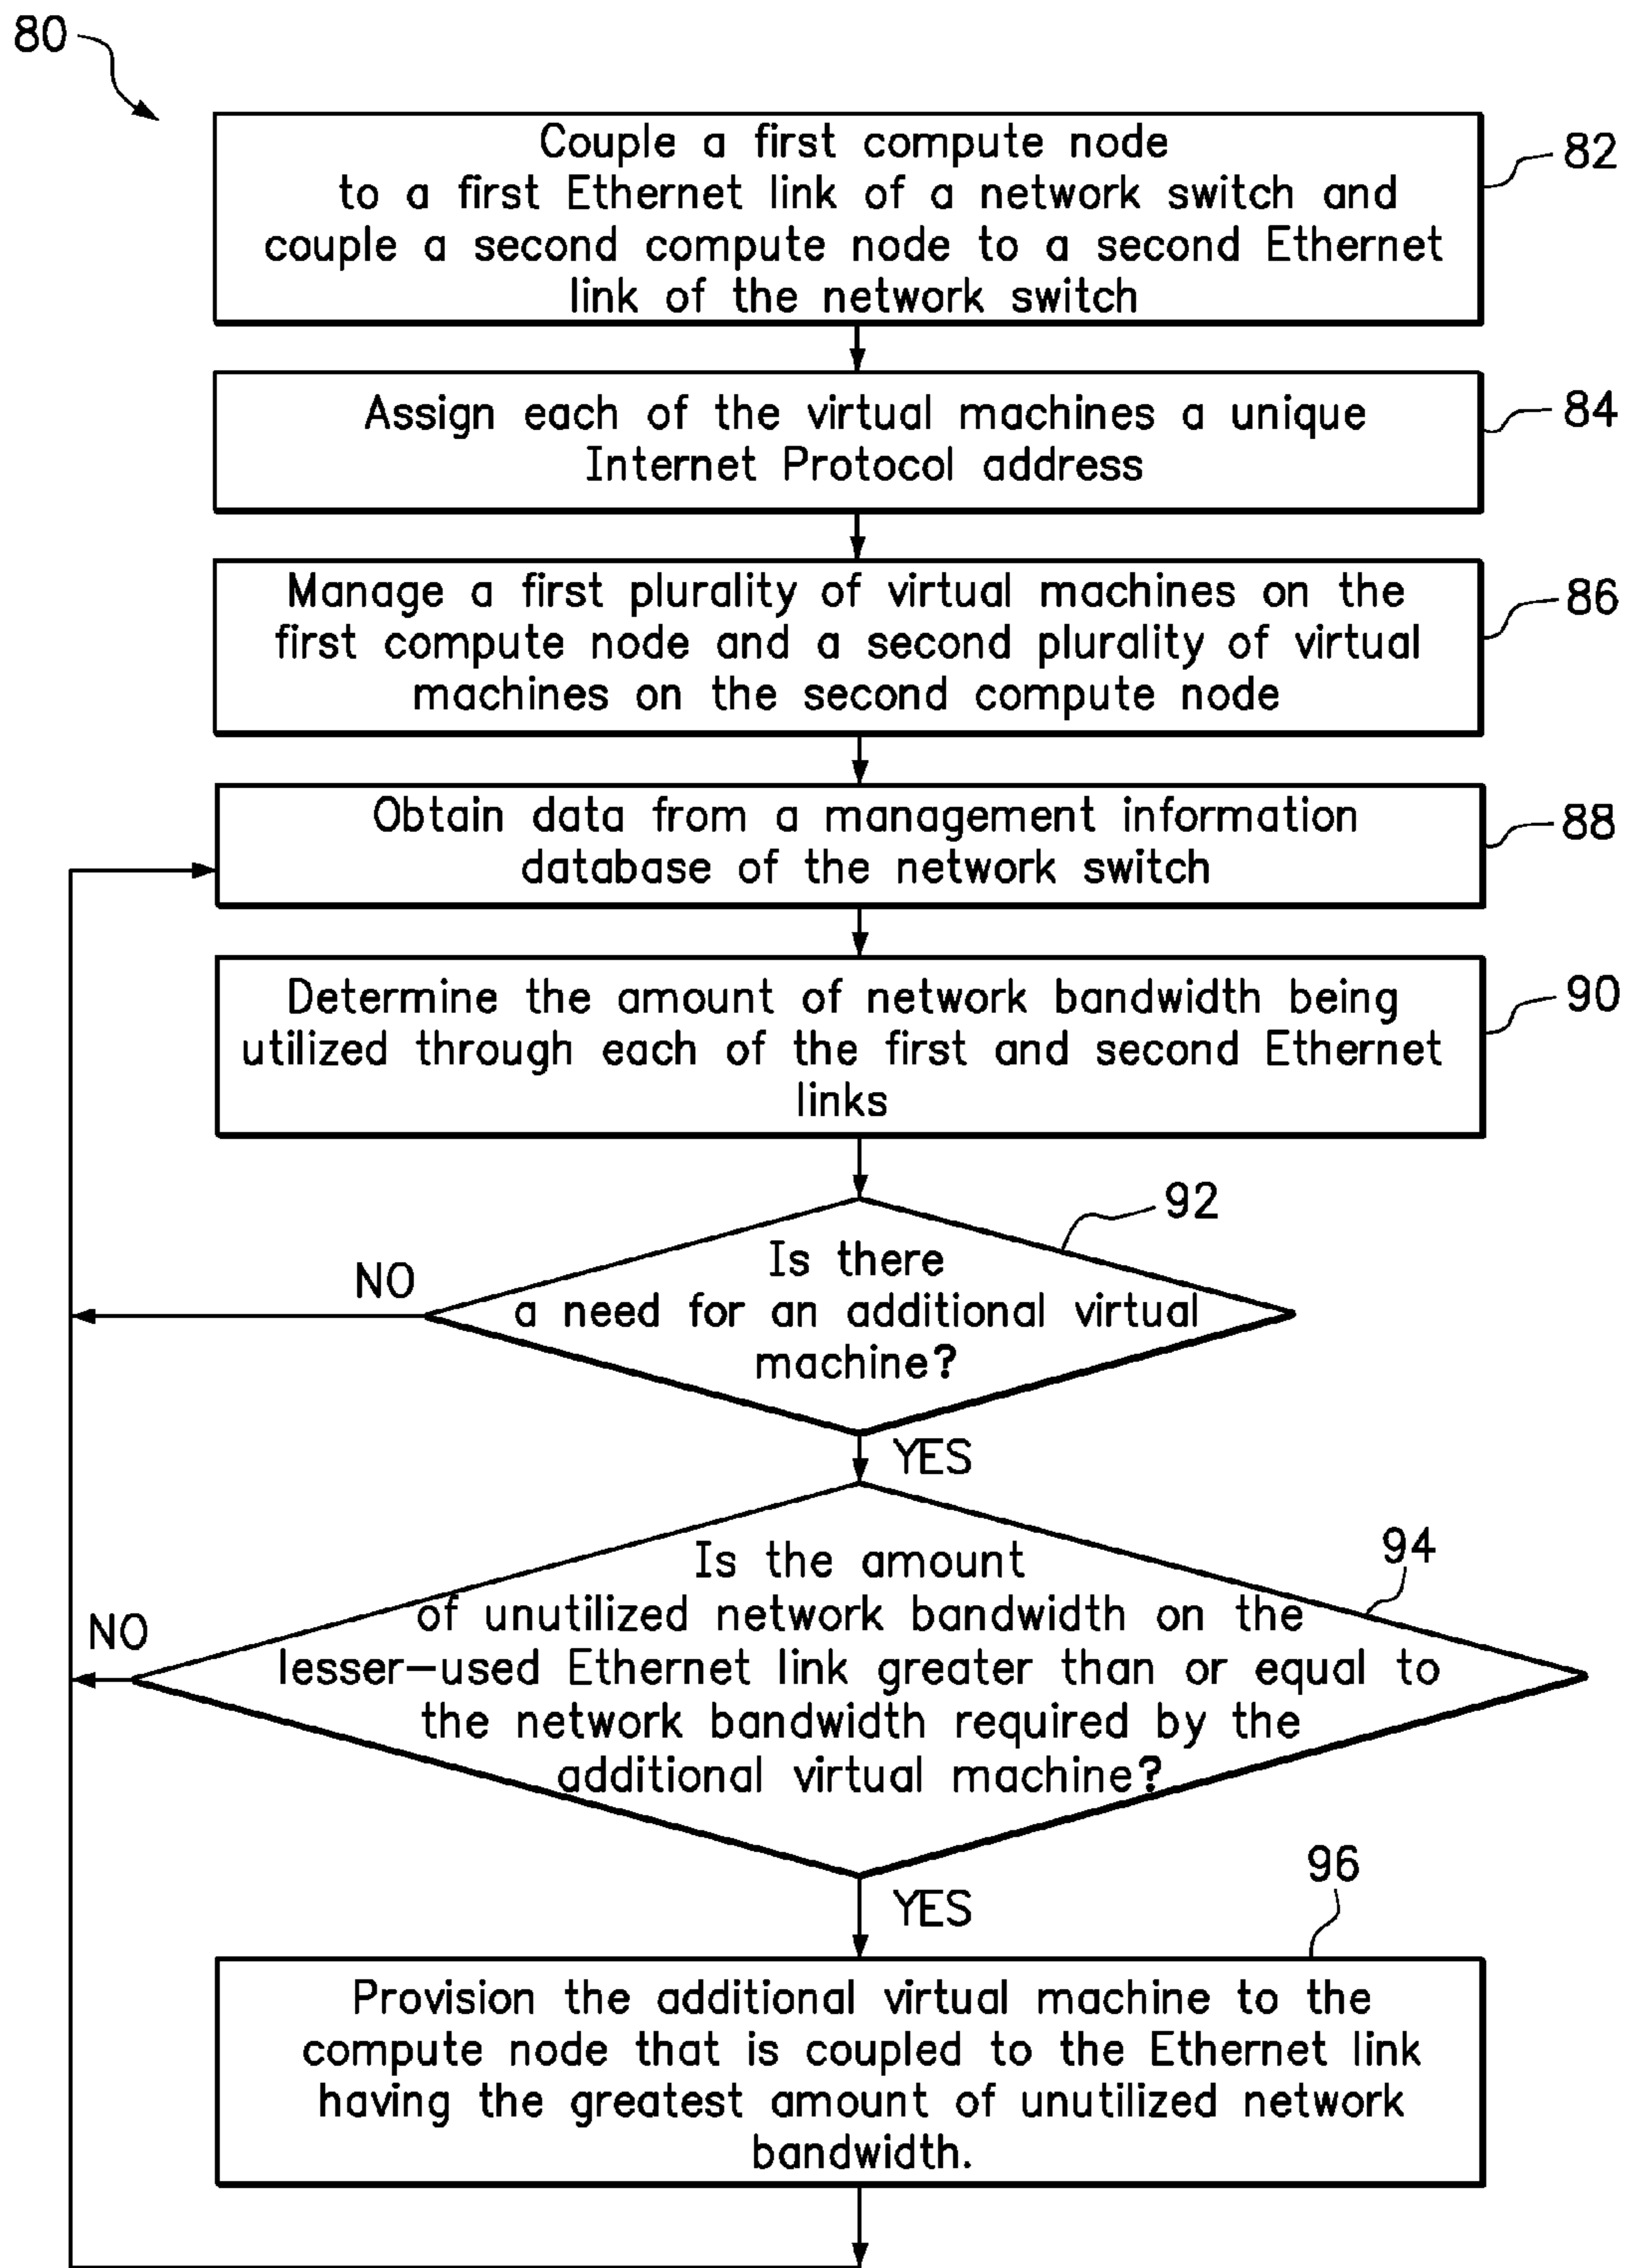 80
Couple a first compute node
to a first Ethernet link of a network switch and
couple a second compute node to a second Ethernet
link of the network switch
82
Assign each of the virtual machines a unique
Internet Protocol address
84
Manage a first plurality of virtual machines on the
first compute node and a second plurality of virtual
machines on the second compute node
86
Obtain data from a management information
database of the network switch
88
Determine the amount of network bandwidth being
utilized through each of the first and second Ethernet
links
90
92
Is there
a need for an additional virtual
machine?
NO
YES
94
Is the amount
of unutilized network bandwidth on the
lesser-used Ethernet link greater than or equal to
the network bandwidth required by the
additional virtual machine?
NO
YES
96
Provision the additional virtual machine to the
compute node that is coupled to the Ethernet link
having the greatest amount of unutilized network
bandwidth.